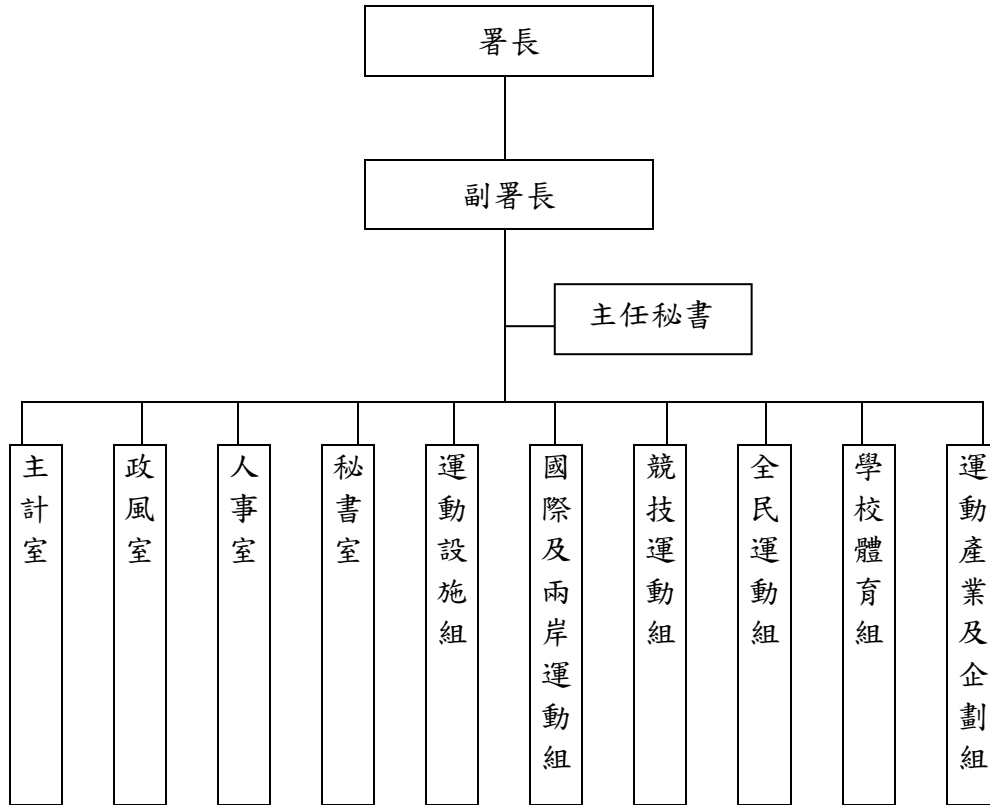 署長
副署長
主任秘書
主計室
政風室
人事室
秘書室
運動設施組
國際及兩岸運動組
競技運動組
全民運動組
學校體育組
運動產業及企劃組